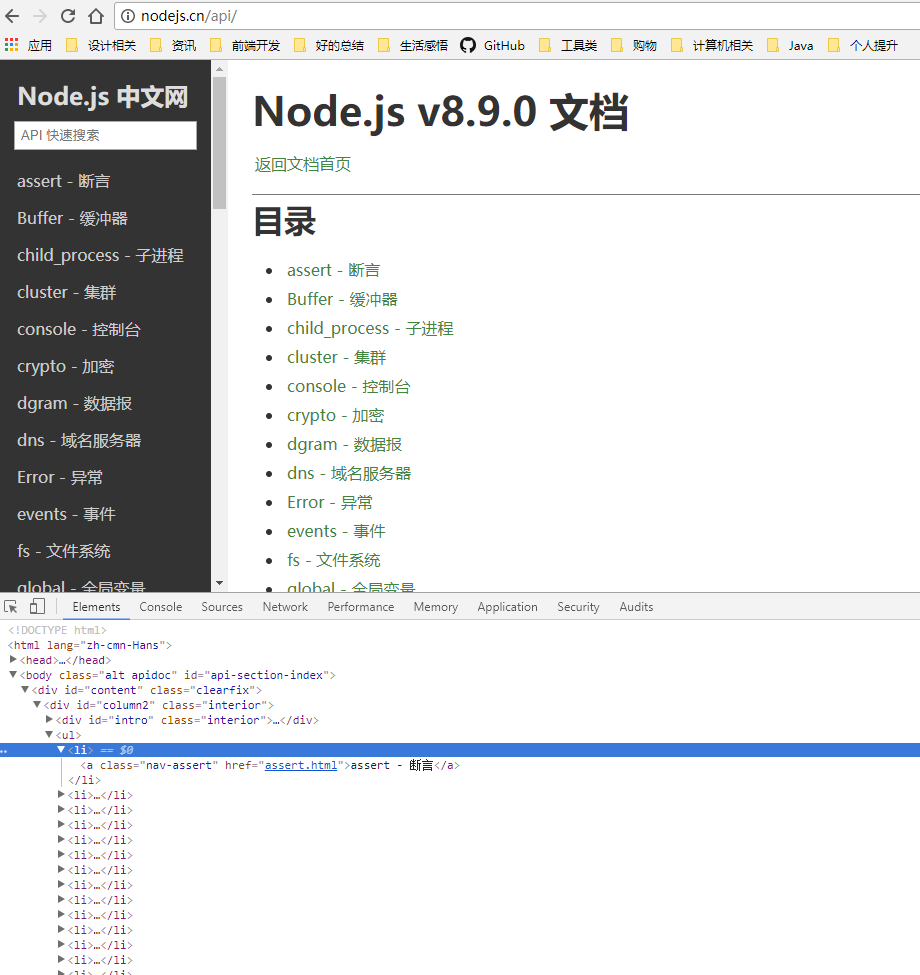 nodejs.cn/api/
应用 设计相关 资讯 前端开发 好的总结 生活感悟 GitHub 工具类 购物 计算机相关 Java 个人提升
Node.js 中文网
API 快速搜索
assert - 断言
Buffer - 缓冲器
child_process - 子进程
cluster - 集群
console - 控制台
crypto - 加密
dgram - 数据报
dns - 域名服务器
Error - 异常
events - 事件
fs - 文件系统
global - 全局变量
Node.js v8.9.0 文档
返回文档首页
目录
assert - 断言
Buffer - 缓冲器
child_process - 子进程
cluster - 集群
console - 控制台
crypto - 加密
dgram - 数据报
dns - 域名服务器
Error - 异常
events - 事件
fs - 文件系统
global - 全局变量
Elements Console Sources Network Performance Memory Application Security Audits
<!DOCTYPE html>
<html lang="zh-cmn-Hans">
<head>…</head>
<body class="alt apidoc" id="api-section-index">
<div id="content" class="clearfix">
<div id="column2" class="interior">
<div id="intro" class="interior">…</div>
<ul>
<li> == $0
<a class="nav-assert" href="assert.html">assert - 断言</a>
</li>
<li>…</li>
<li>…</li>
<li>…</li>
<li>…</li>
<li>…</li>
<li>…</li>
<li>…</li>
<li>…</li>
<li>…</li>
<li>…</li>
<li>…</li>
<li>…</li>
<li>…</li>